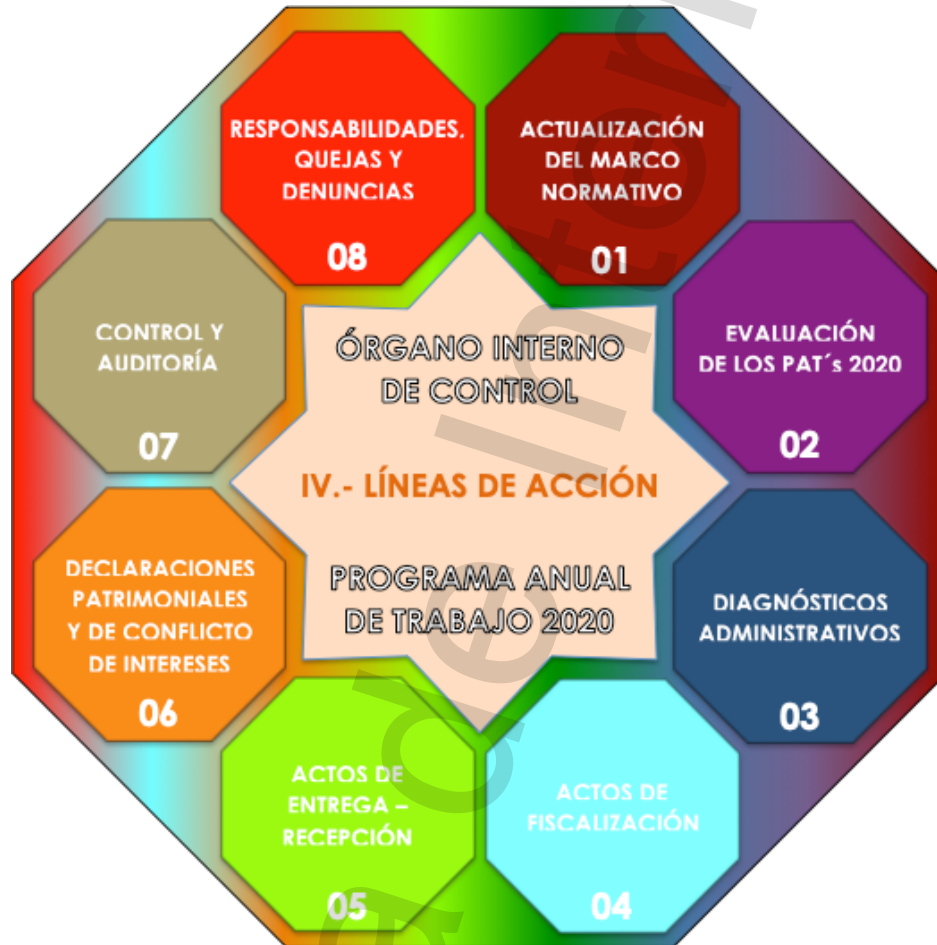 ÓRGANO INTERNO
DE CONTROL
IV.- LÍNEAS DE ACCIÓN
PROGRAMA ANUAL
DE TRABAJO 2020
ACTUALIZACIÓN
DEL MARCO
NORMATIVO
01
EVALUACIÓN
DE LOS PAT´s 2020
02
DIAGNÓSTICOS
ADMINISTRATIVOS
03
ACTOS DE
FISCALIZACIÓN
04
ACTOS DE
ENTREGA –
RECEPCIÓN
05
DECLARACIONES
PATRIMONIALES
Y DE CONFLICTO
DE INTERESES
06
CONTROL Y
AUDITORÍA
07
RESPONSABILIDADES,
QUEJAS Y
DENUNCIAS
08